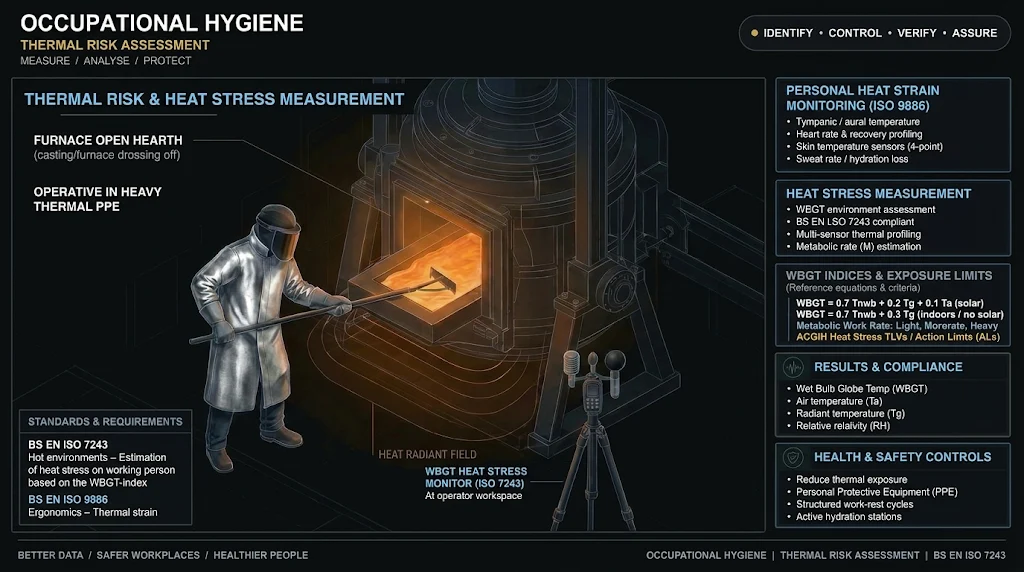 OCCUPATIONAL HYGIENE
THERMAL RISK ASSESSMENT
MEASURE / ANALYSE / PROTECT
IDENTIFY • CONTROL • VERIFY • ASSURE
THERMAL RISK & HEAT STRESS MEASUREMENT
FURNACE OPEN HEARTH
(casting/furnace drossing off)
OPERATIVE IN HEAVY
THERMAL PPE
STANDARDS & REQUIREMENTS
BS EN ISO 7243
Hot environments – Estimation
of heat stress on working person
based on the WBGT-index
BS EN ISO 9886
Ergonomics – Thermal strain
HEAT RADIANT FIELD
WBGT HEAT STRESS
MONITOR (ISO 7243)
At operator workspace
PERSONAL HEAT STRAIN
MONITORING (ISO 9886)
• Tympanic / aural temperature
• Heart rate & recovery profiling
• Skin temperature sensors (4-point)
• Sweat rate / hydration loss
HEAT STRESS MEASUREMENT
• WBGT environment assessment
• BS EN LSO 7243 compliant
• Multi-sensor thermal profiling
• Metabolic rate (M) estimation
WBGT INDICES & EXPOSURE LIMITS
(Reference equations & criteria)
WBGT = 0.7 Tnwb + 0.2 Tg + 0.1 Ta (solar)
WBGT = 0.7 Tnwb + 0.3 Tg (indoors / no solar)
Metabolic Work Rate: Light, Morerate, Heavy
ACGIH Heat Stress TLVs / Action Limts (ALs)
RESULTS & COMPLIANCE
• Wet Bulb Globe Temp (WBGT)
• Air temperature (Ta)
• Radiant temperature (Tg)
• Relative relativity (RH)
HEALTH & SAFETY CONTROLS
• Reduce thermal exposure
• Personal Protective Equipment (PPE)
• Structured work-rest cycles
• Active hydration stations
BETTER DATA / SAFER WORKPLACES / HEALTHIER PEOPLE
OCCUPATIONAL HYGIENE | THERMAL RISK ASSESSMENT | BS EN ISO 7243